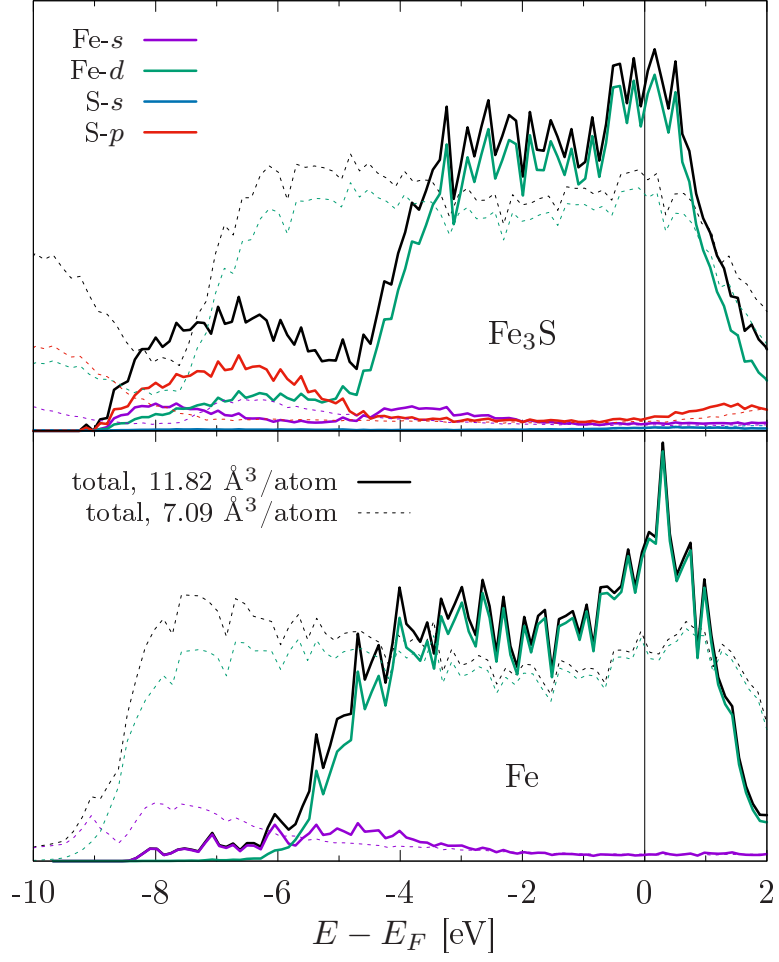 Fe-s
Fe-d
S-s
S-p
Fe₃S
total, 11.82 Å³/atom
total, 7.09 Å³/atom
Fe
-10 -8 -6 -4 -2 0 2
E − E_F [eV]